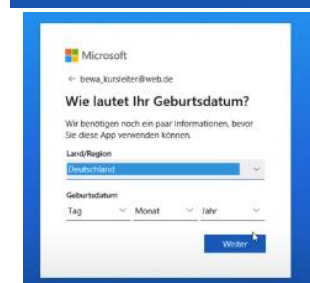 Microsoft
← bewa_kursleiter@web.de
Wie lautet Ihr Geburtsdatum?
Wir benötigen noch ein paar Informationen, bevor
Sie diese App verwenden können.
Land/Region
Deutschland
Geburtsdatum
Tag Monat Jahr
Weiter